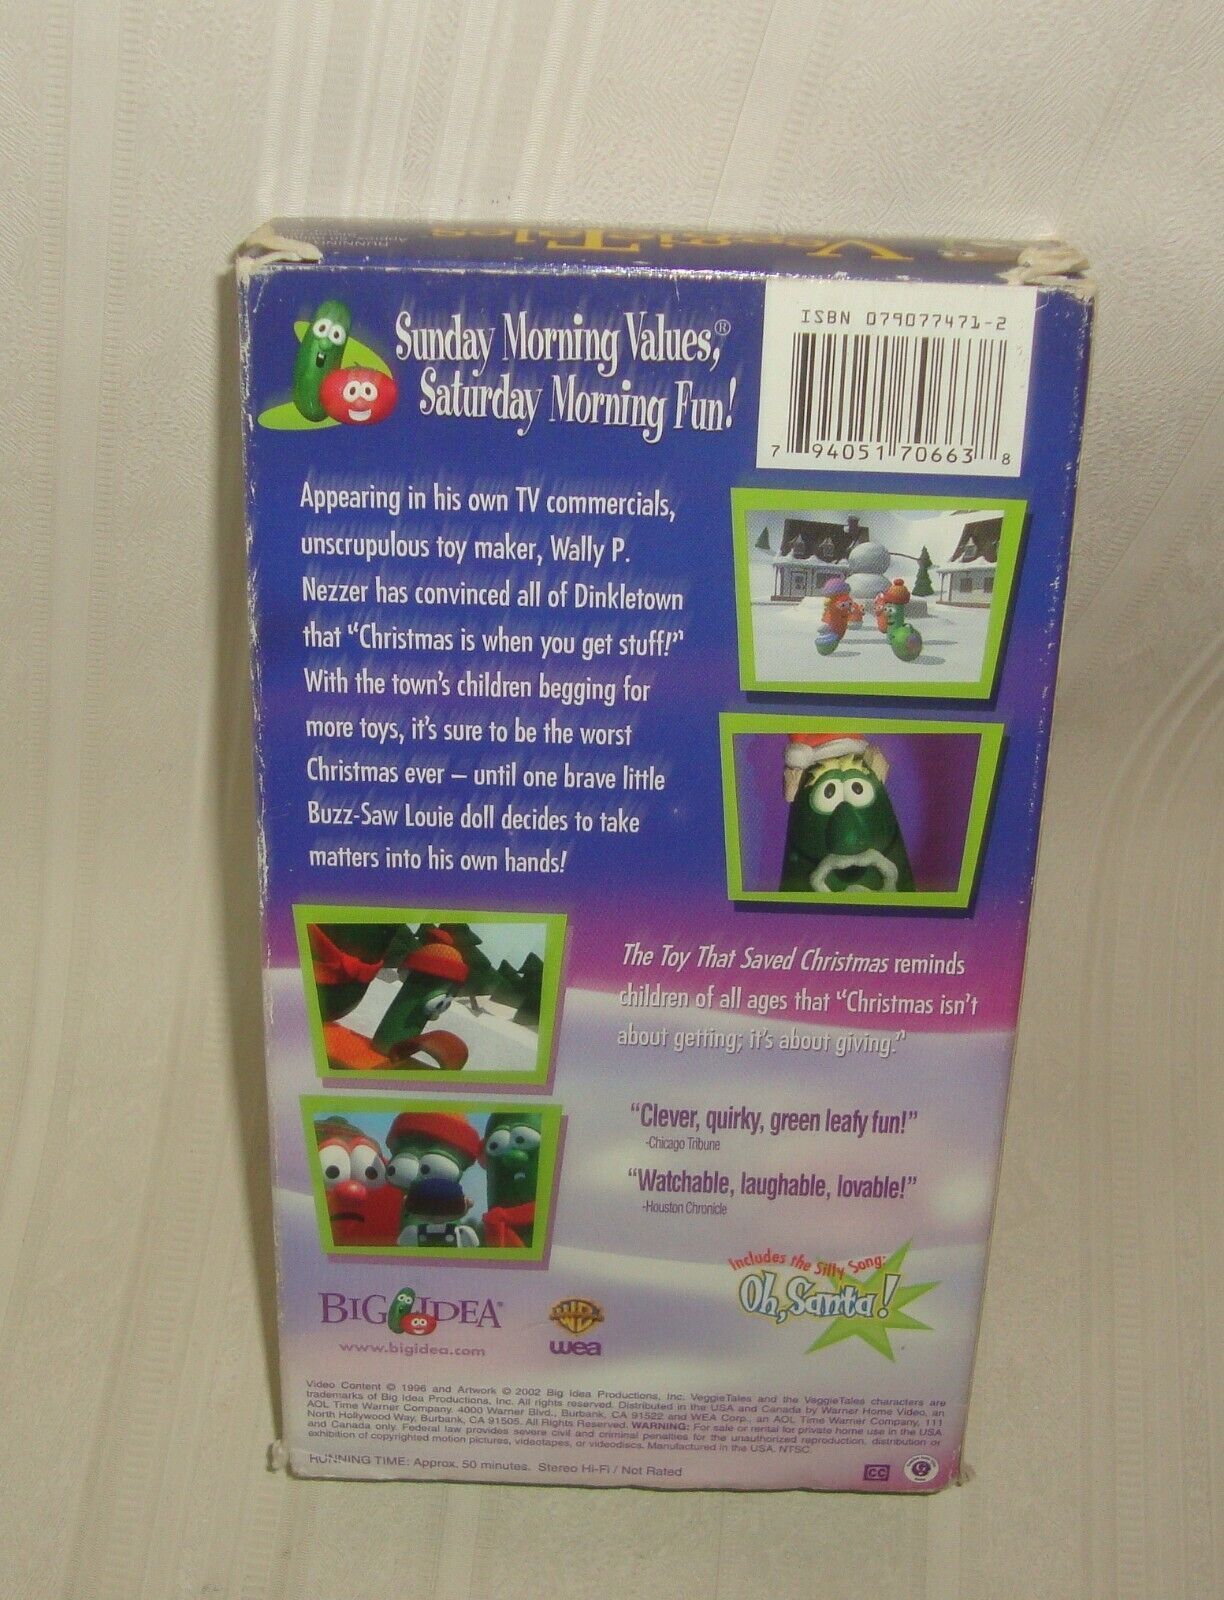 VeggieTales
Sunday Morning Values,®
Saturday Morning Fun!
ISBN 079077471-2
7 94051 70663 8
Appearing in his own TV commercials,
unscrupulous toy maker, Wally P.
Nezzer has convinced all of Dinkletown
that "Christmas is when you get stuff!"
With the town's children begging for
more toys, it's sure to be the worst
Christmas ever – until one brave little
Buzz-Saw Louie doll decides to take
matters into his own hands!
The Toy That Saved Christmas reminds
children of all ages that "Christmas isn't
about getting; it's about giving."
"Clever, quirky, green leafy fun!"
-Chicago Tribune
"Watchable, laughable, lovable!"
-Houston Chronicle
Includes the Silly Song:
Oh, Santa!
BIG IDEA®
www.bigidea.com
WB
wea
Video Content © 1996 and Artwork © 2002 Big Idea Productions, Inc. VeggieTales and the VeggieTales characters are
trademarks of Big Idea Productions, Inc. All rights reserved. Distributed in the USA and Canada by Warner Home Video, an
AOL Time Warner Company. 4000 Warner Blvd., Burbank, CA 91522 and WEA Corp., an AOL Time Warner Company, 111
North Hollywood Way, Burbank, CA 91505. All Rights Reserved. WARNING: For sale or rental for private home use in the USA
and Canada only. Federal law provides severe civil and criminal penalties for the unauthorized reproduction, distribution or
exhibition of copyrighted motion pictures, videotapes, or videodiscs. Manufactured in the USA. NTSC.
RUNNING TIME: Approx. 50 minutes. Stereo Hi-Fi / Not Rated
CC